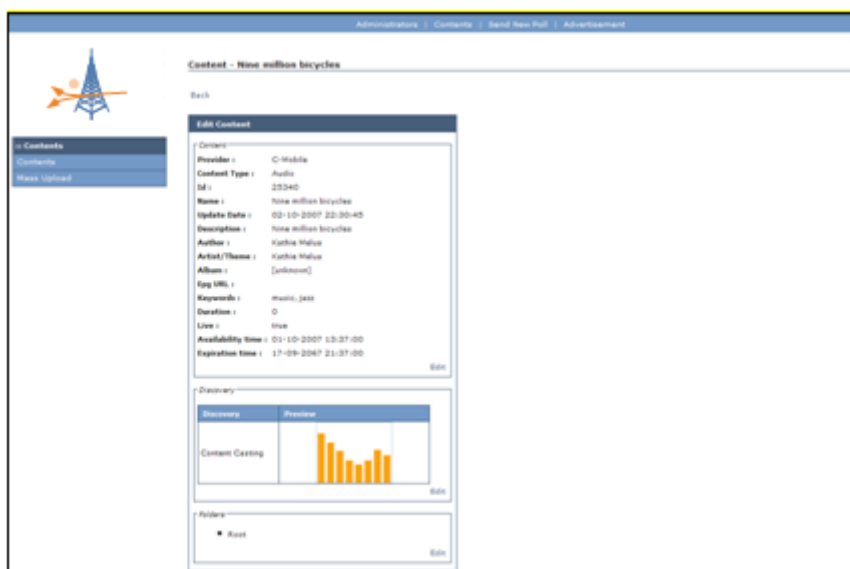 Administrators | Contents | Send New Poll | Advertisement
Content - Nine million bicycles
Back
:: Contents
Contents
Mass Upload
Edit Content
Content
Provider : C-Mobile
Content Type : Audio
Id : 25340
Name : Nine million bicycles
Update Date : 02-10-2007 22:30:45
Description : Nine million bicycles
Author : Kathie Melua
Artist/Theme : Kathie Melua
Album : [unknown]
Epg URL :
Keywords : music, jazz
Duration : 0
Live : true
Availability time : 01-10-2007 13:37:00
Expiration time : 17-09-2067 21:37:00
Edit
Discovery
Discovery Preview
Content Casting
Edit
Folders
Root
Edit